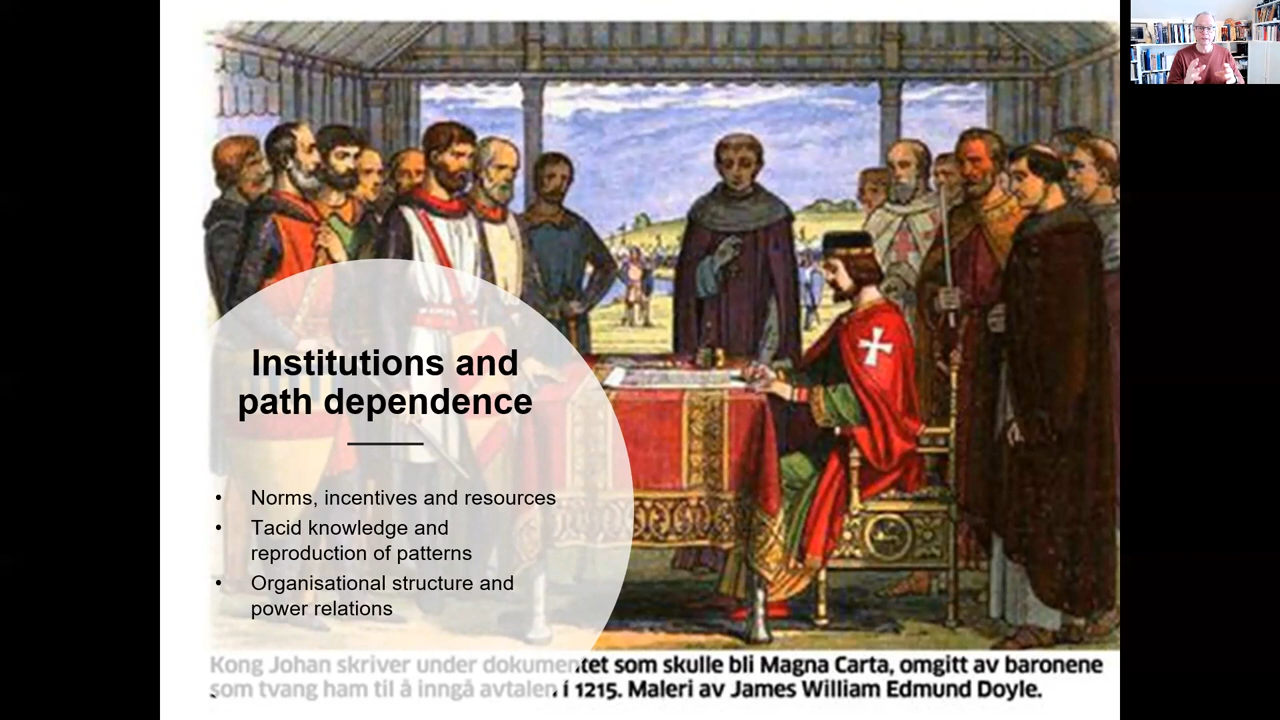 Institutions and
path dependence
• Norms, incentives and resources
• Tacid knowledge and
reproduction of patterns
• Organisational structure and
power relations
Kong Johan skriver under dokumentet som skulle bli Magna Carta, omgitt av baronene
som tvang ham til å inngå avtalen i 1215. Maleri av James William Edmund Doyle.